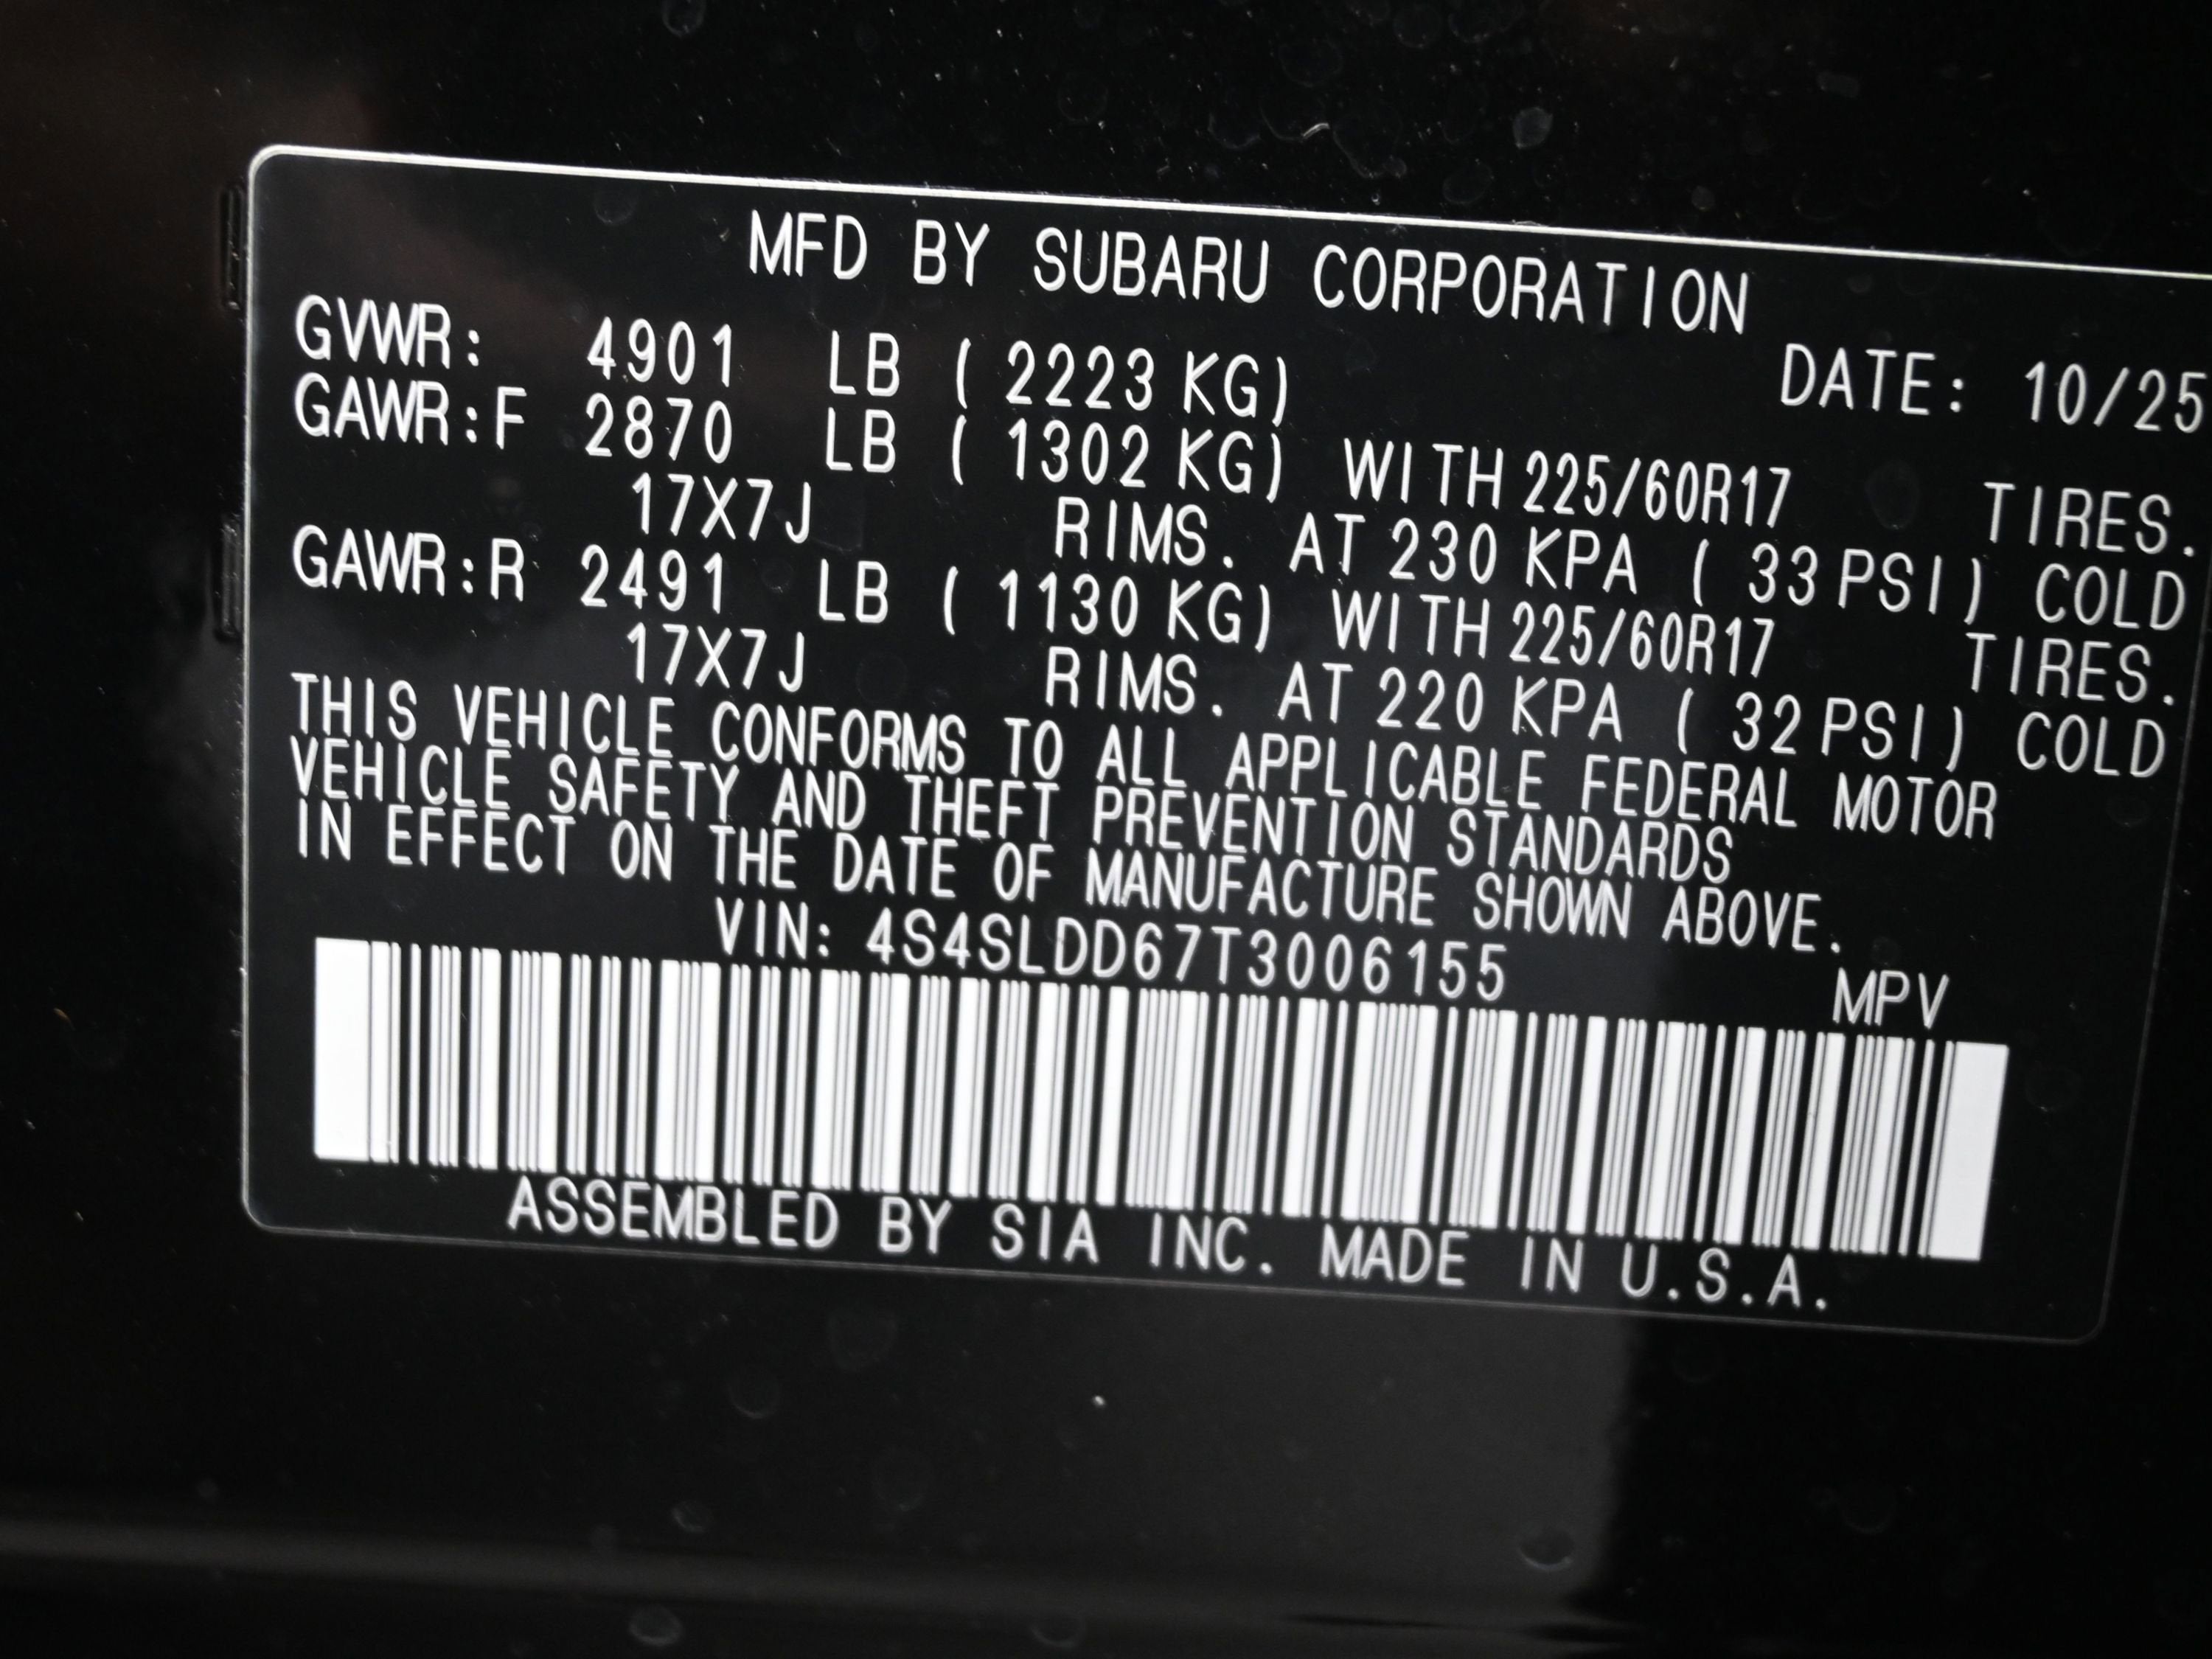 MFD BY SUBARU CORPORATION
DATE: 10/25
GVWR: 4901 LB ( 2223 KG)
GAWR:F 2870 LB ( 1302 KG) WITH 225/60R17 TIRES.
17X7J RIMS. AT 230 KPA ( 33 PSI) COLD
GAWR:R 2491 LB ( 1130 KG) WITH 225/60R17 TIRES.
17X7J RIMS. AT 220 KPA ( 32 PSI) COLD
THIS VEHICLE CONFORMS TO ALL APPLICABLE FEDERAL MOTOR
VEHICLE SAFETY AND THEFT PREVENTION STANDARDS
IN EFFECT ON THE DATE OF MANUFACTURE SHOWN ABOVE.
VIN: 4S4SLDD67T3006155 MPV
ASSEMBLED BY SIA INC. MADE IN U.S.A.